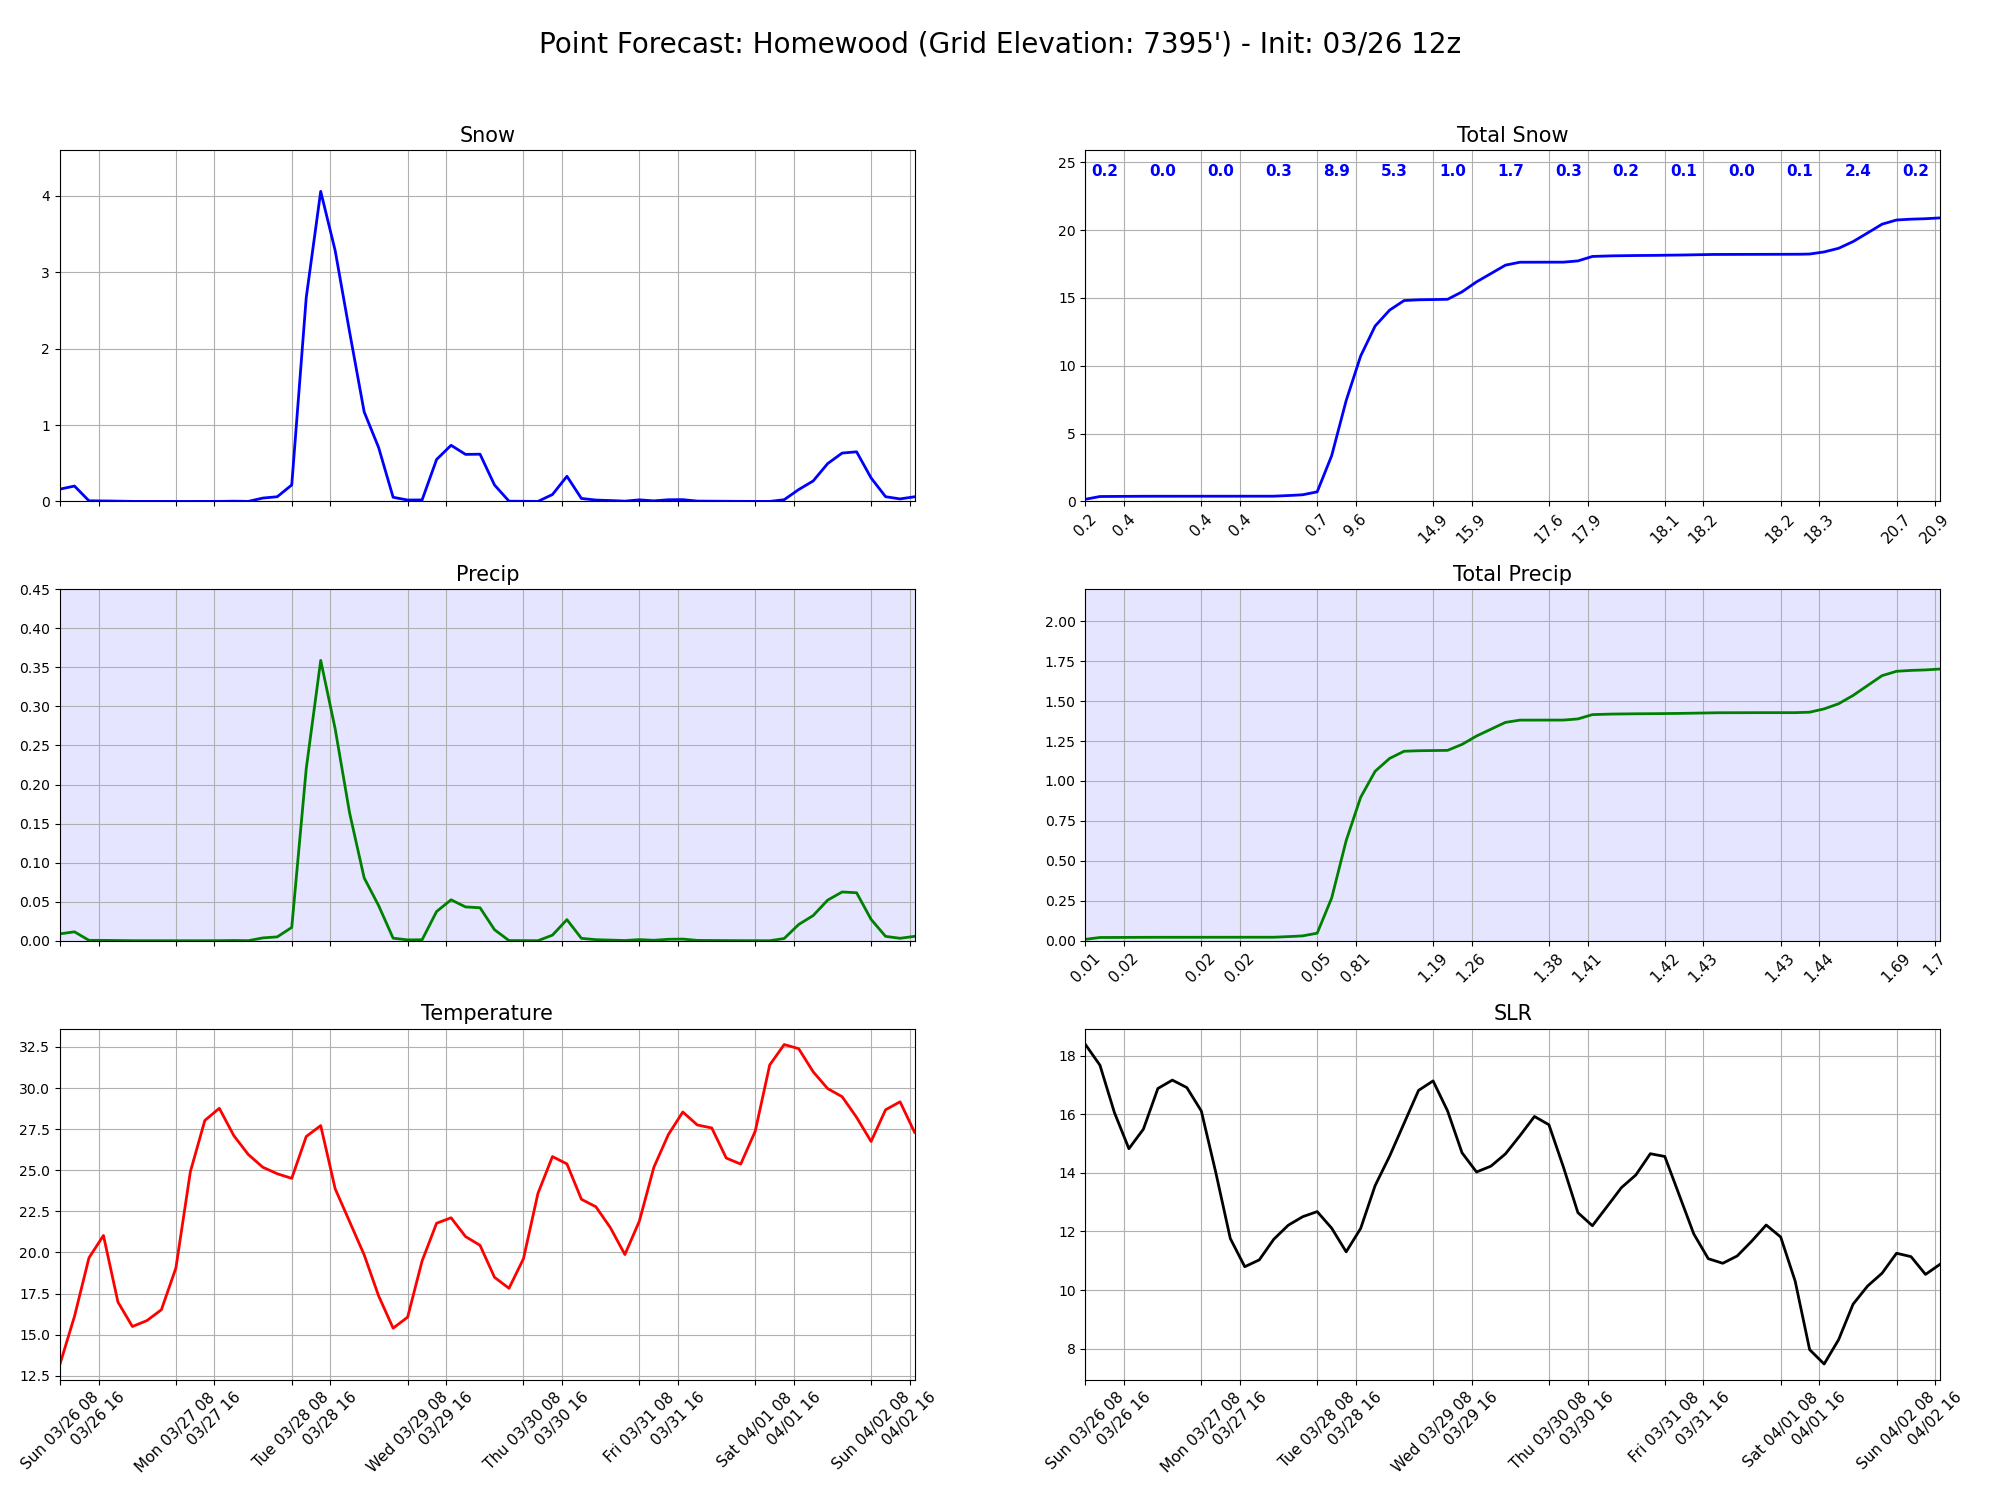 Point Forecast: Homewood (Grid Elevation: 7395') - Init: 03/26 12z
Snow
4
3
2
1
0
Total Snow
25
20
15
10
5
0
0.2 0.0 0.0 0.3 8.9 5.3 1.0 1.7 0.3 0.2 0.1 0.0 0.1 2.4 0.2
0.2 0.4 0.4 0.4 0.7 9.6 14.9 15.9 17.6 17.9 18.1 18.2 18.2 18.3 20.7 20.9
Precip
0.45
0.40
0.35
0.30
0.25
0.20
0.15
0.10
0.05
0.00
Total Precip
2.00
1.75
1.50
1.25
1.00
0.75
0.50
0.25
0.00
0.01 0.02 0.02 0.02 0.05 0.81 1.19 1.26 1.38 1.41 1.42 1.43 1.43 1.44 1.69 1.7
Temperature
32.5
30.0
27.5
25.0
22.5
20.0
17.5
15.0
12.5
Sun 03/26 08
03/26 16
Mon 03/27 08
03/27 16
Tue 03/28 08
03/28 16
Wed 03/29 08
03/29 16
Thu 03/30 08
03/30 16
Fri 03/31 08
03/31 16
Sat 04/01 08
04/01 16
Sun 04/02 08
04/02 16
SLR
18
16
14
12
10
8
Sun 03/26 08
03/26 16
Mon 03/27 08
03/27 16
Tue 03/28 08
03/28 16
Wed 03/29 08
03/29 16
Thu 03/30 08
03/30 16
Fri 03/31 08
03/31 16
Sat 04/01 08
04/01 16
Sun 04/02 08
04/02 16